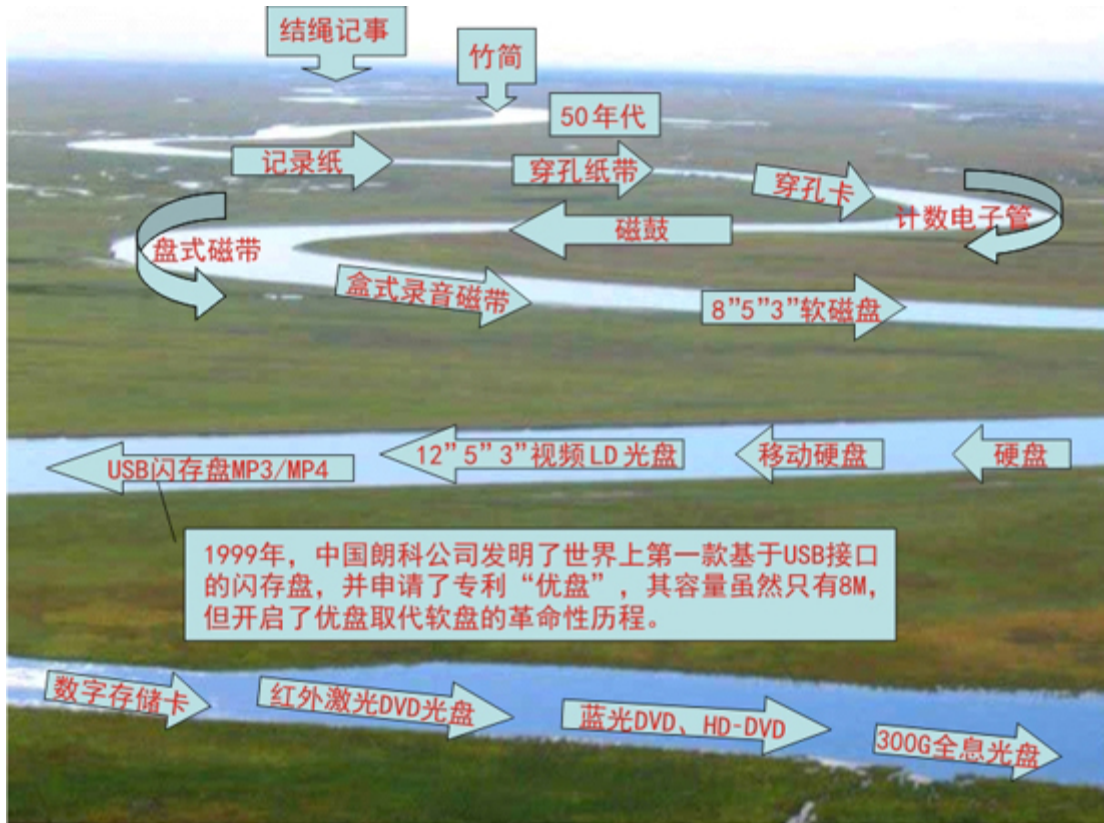 结绳记事
竹简
50年代
记录纸
穿孔纸带
穿孔卡
计数电子管
磁鼓
盘式磁带
盒式录音磁带
8”5”3”软磁盘
硬盘
移动硬盘
12”5”3”视频LD光盘
USB闪存盘MP3/MP4
1999年，中国朗科公司发明了世界上第一款基于USB接口
的闪存盘，并申请了专利“优盘”，其容量虽然只有8M，
但开启了优盘取代软盘的革命性历程。
数字存储卡
红外激光DVD光盘
蓝光DVD、HD-DVD
300G全息光盘